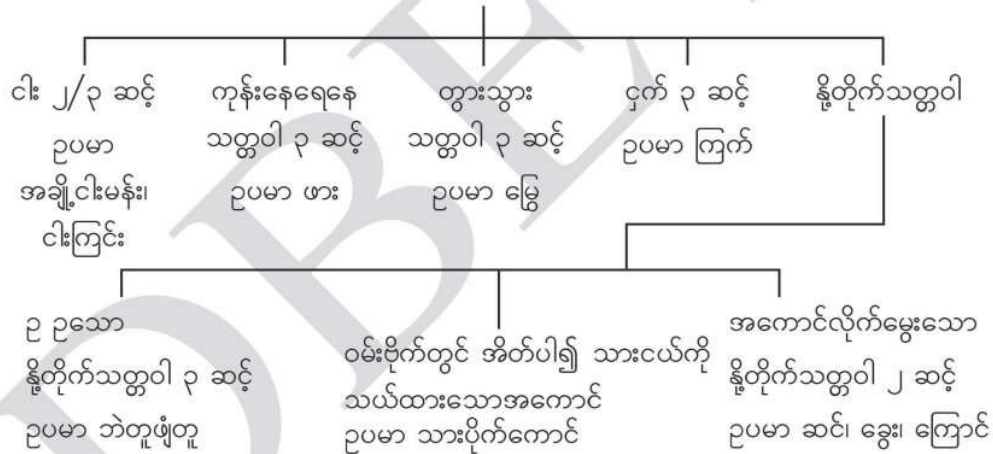 ငါး ၂/၃ ဆင့်
ဥပမာ
အချို့ငါးမန်း၊
ငါးကြင်း
ကုန်းနေရေနေ
သတ္တဝါ ၃ ဆင့်
ဥပမာ ဖား
တွားသွား
သတ္တဝါ ၃ ဆင့်
ဥပမာ မြွေ
ငှက် ၃ ဆင့်
ဥပမာ ကြက်
နို့တိုက်သတ္တဝါ
ဥ ဥသော
နို့တိုက်သတ္တဝါ ၃ ဆင့်
ဥပမာ ဘဲတူဖျံတူ
ဝမ်းဗိုက်တွင် အိတ်ပါ၍ သားငယ်ကို
သယ်ထားသောအကောင်
ဥပမာ သားပိုက်ကောင်
အကောင်လိုက်မွေးသော
နို့တိုက်သတ္တဝါ ၂ ဆင့်
ဥပမာ ဆင်၊ ခွေး၊ ကြောင်
DBE